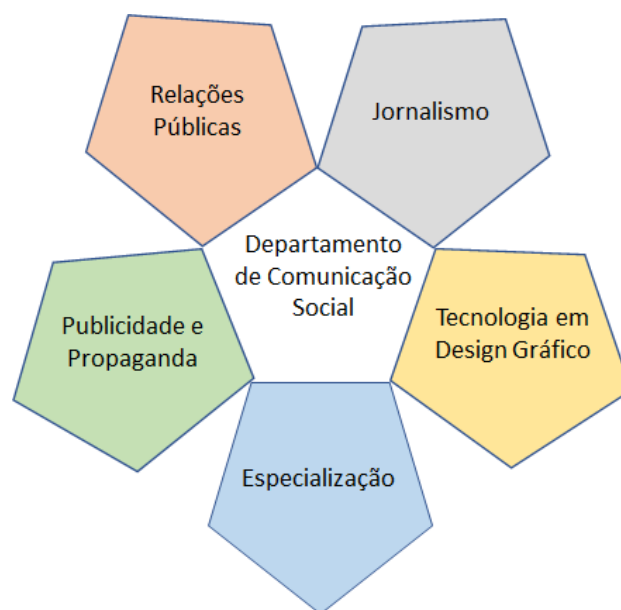 Relações
Públicas
Jornalismo
Departamento
de Comunicação
Social
Publicidade e
Propaganda
Tecnologia em
Design Gráfico
Especialização